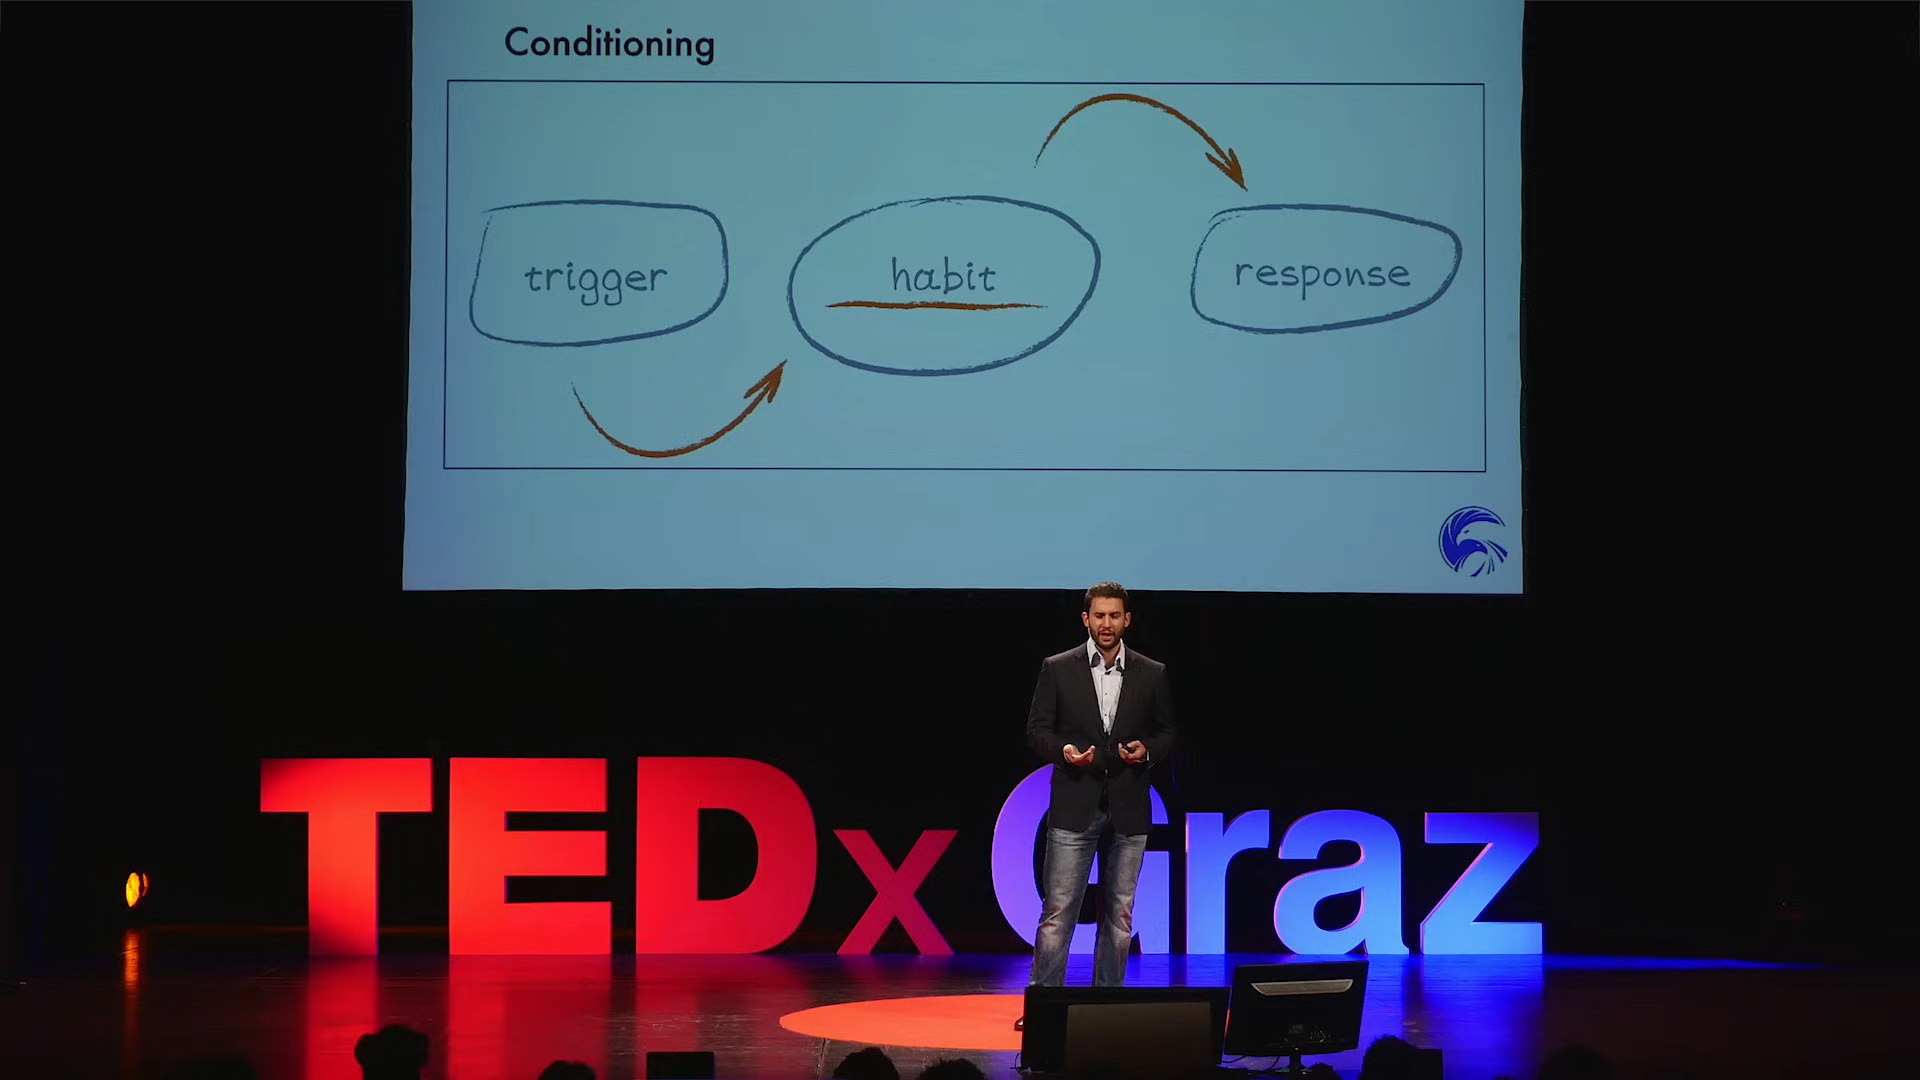 Conditioning
trigger
habit
response
TEDxGraz